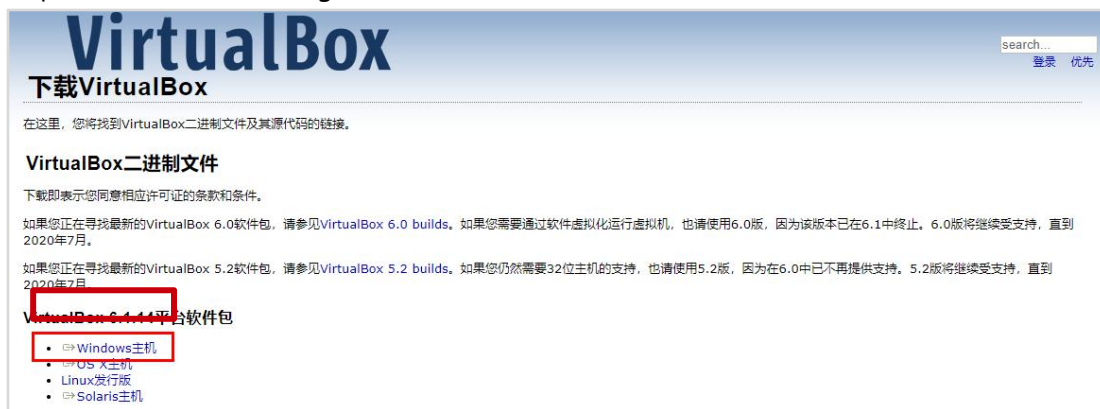 VirtualBox
search...
登录 优先
下载VirtualBox
在这里，您将找到VirtualBox二进制文件及其源代码的链接。
VirtualBox二进制文件
下载即表示您同意相应许可证的条款和条件。
如果您正在寻找最新的VirtualBox 6.0软件包，请参见VirtualBox 6.0 builds。如果您需要通过软件虚拟化运行虚拟机，也请使用6.0版，因为该版本已在6.1中终止。6.0版将继续受支持，直到
2020年7月。
如果您正在寻找最新的VirtualBox 5.2软件包，请参见VirtualBox 5.2 builds。如果您仍然需要32位主机的支持，也请使用5.2版，因为在6.0中已不再提供支持。5.2版将继续受支持，直到
2020年7月。
VirtualBox 6.1.14平台软件包
Windows主机
OS X主机
Linux发行版
Solaris主机